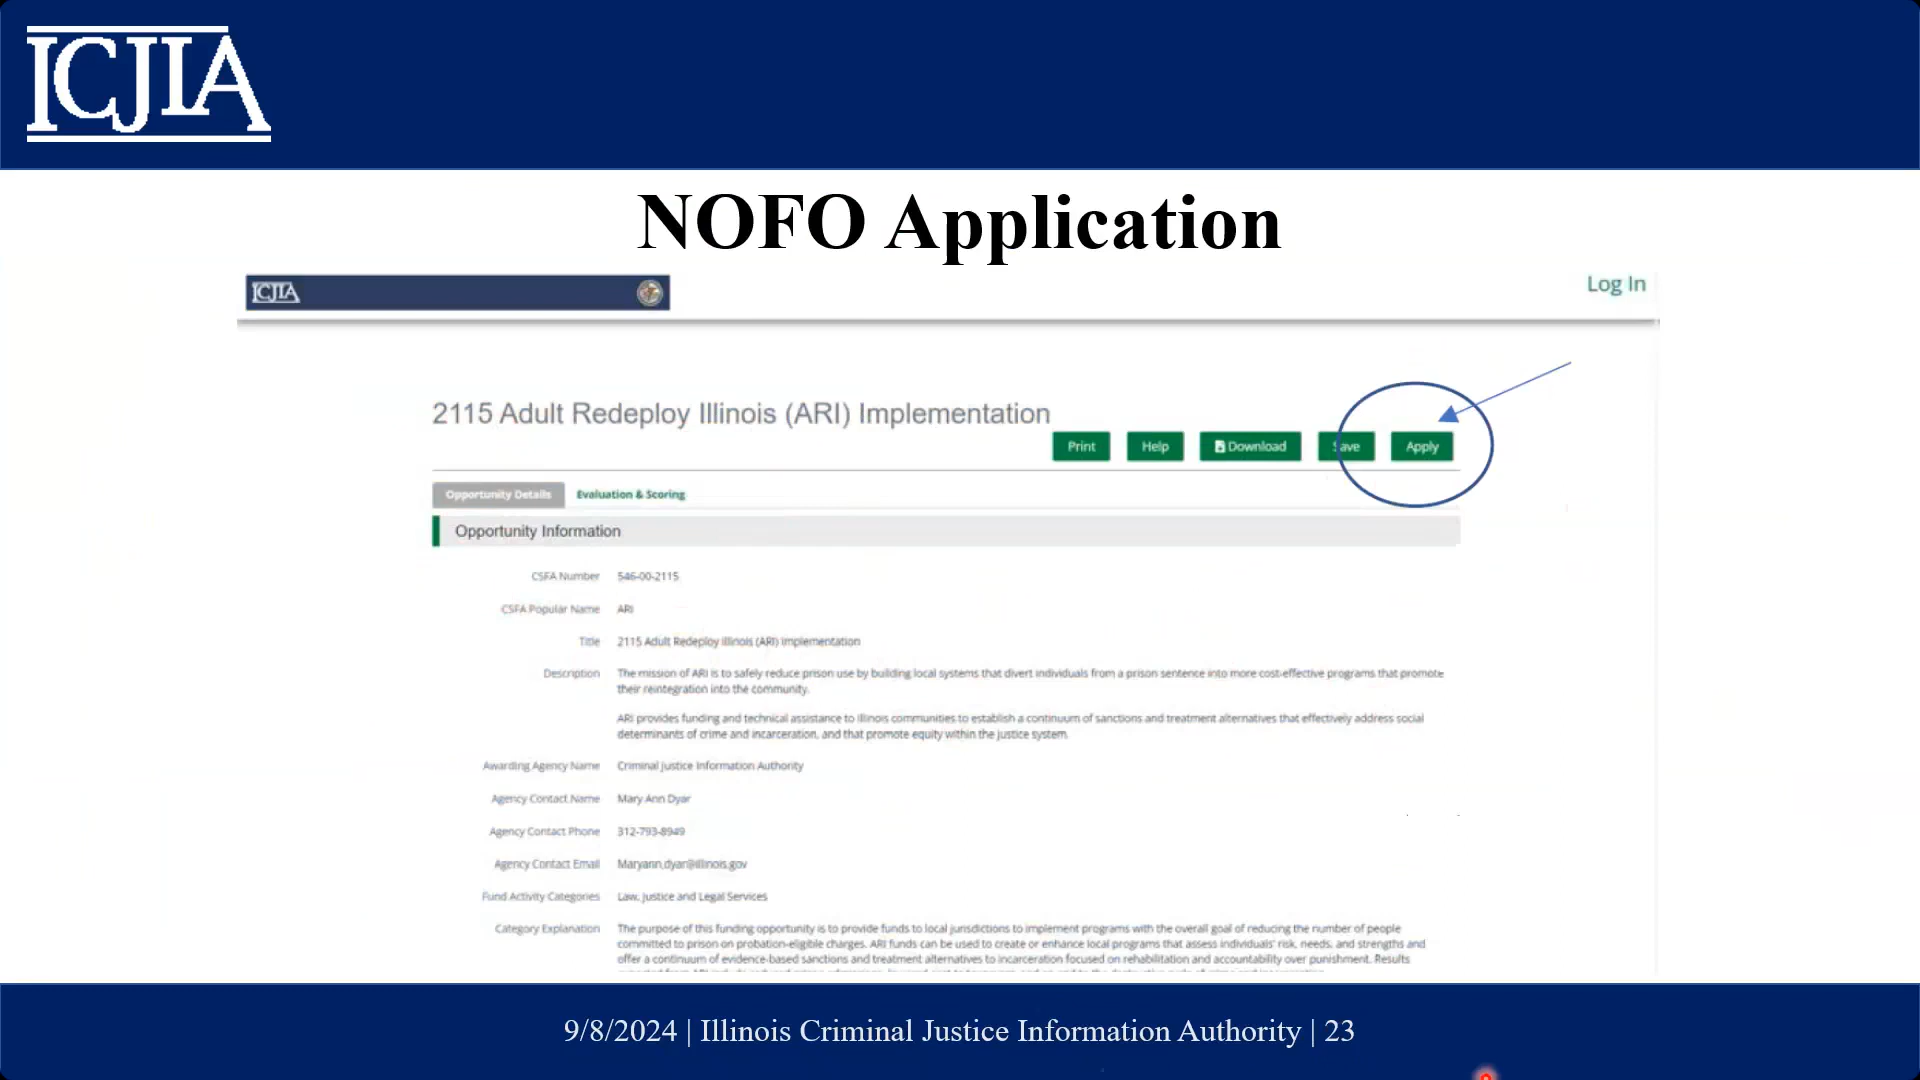 ICJIA
NOFO Application
ICJIA
Log In
2115 Adult Redeploy Illinois (ARI) Implementation
Print Help Download Save Apply
Opportunity Details Evaluation & Scoring
Opportunity Information
CSFA Number 546-00-2115
CSFA Popular Name ARI
Title 2115 Adult Redeploy Illinois (ARI) Implementation
Description The mission of ARI is to safely reduce prison use by building local systems that divert individuals from a prison sentence into more cost-effective programs that promote
their reintegration into the community.
ARI provides funding and technical assistance to Illinois communities to establish a continuum of sanctions and treatment alternatives that effectively address social
determinants of crime and incarceration, and that promote equity within the justice system.
Awarding Agency Name Criminal Justice Information Authority
Agency Contact Name Mary Ann Dyar
Agency Contact Phone 312-793-8949
Agency Contact Email Maryann.dyar@illinois.gov
Fund Activity Categories Law, Justice and Legal Services
Category Explanation The purpose of this funding opportunity is to provide funds to local jurisdictions to implement programs with the overall goal of reducing the number of people
committed to prison on probation-eligible charges. ARI funds can be used to create or enhance local programs that assess individuals' risk, needs, and strengths and
offer a continuum of evidence-based sanctions and treatment alternatives to incarceration focused on rehabilitation and accountability over punishment. Results
9/8/2024 | Illinois Criminal Justice Information Authority | 23